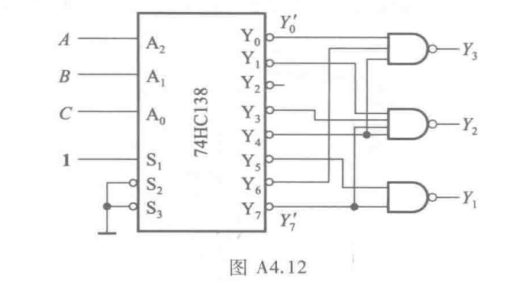 Y₀′
A A₂ Y₀ Y₃
Y₁
B A₁ Y₂
C A₀ 74HC138 Y₃ Y₂
Y₄
1 S₁ Y₅
S₂ Y₆ Y₁
S₃ Y₇ Y₇′
图 A4.12